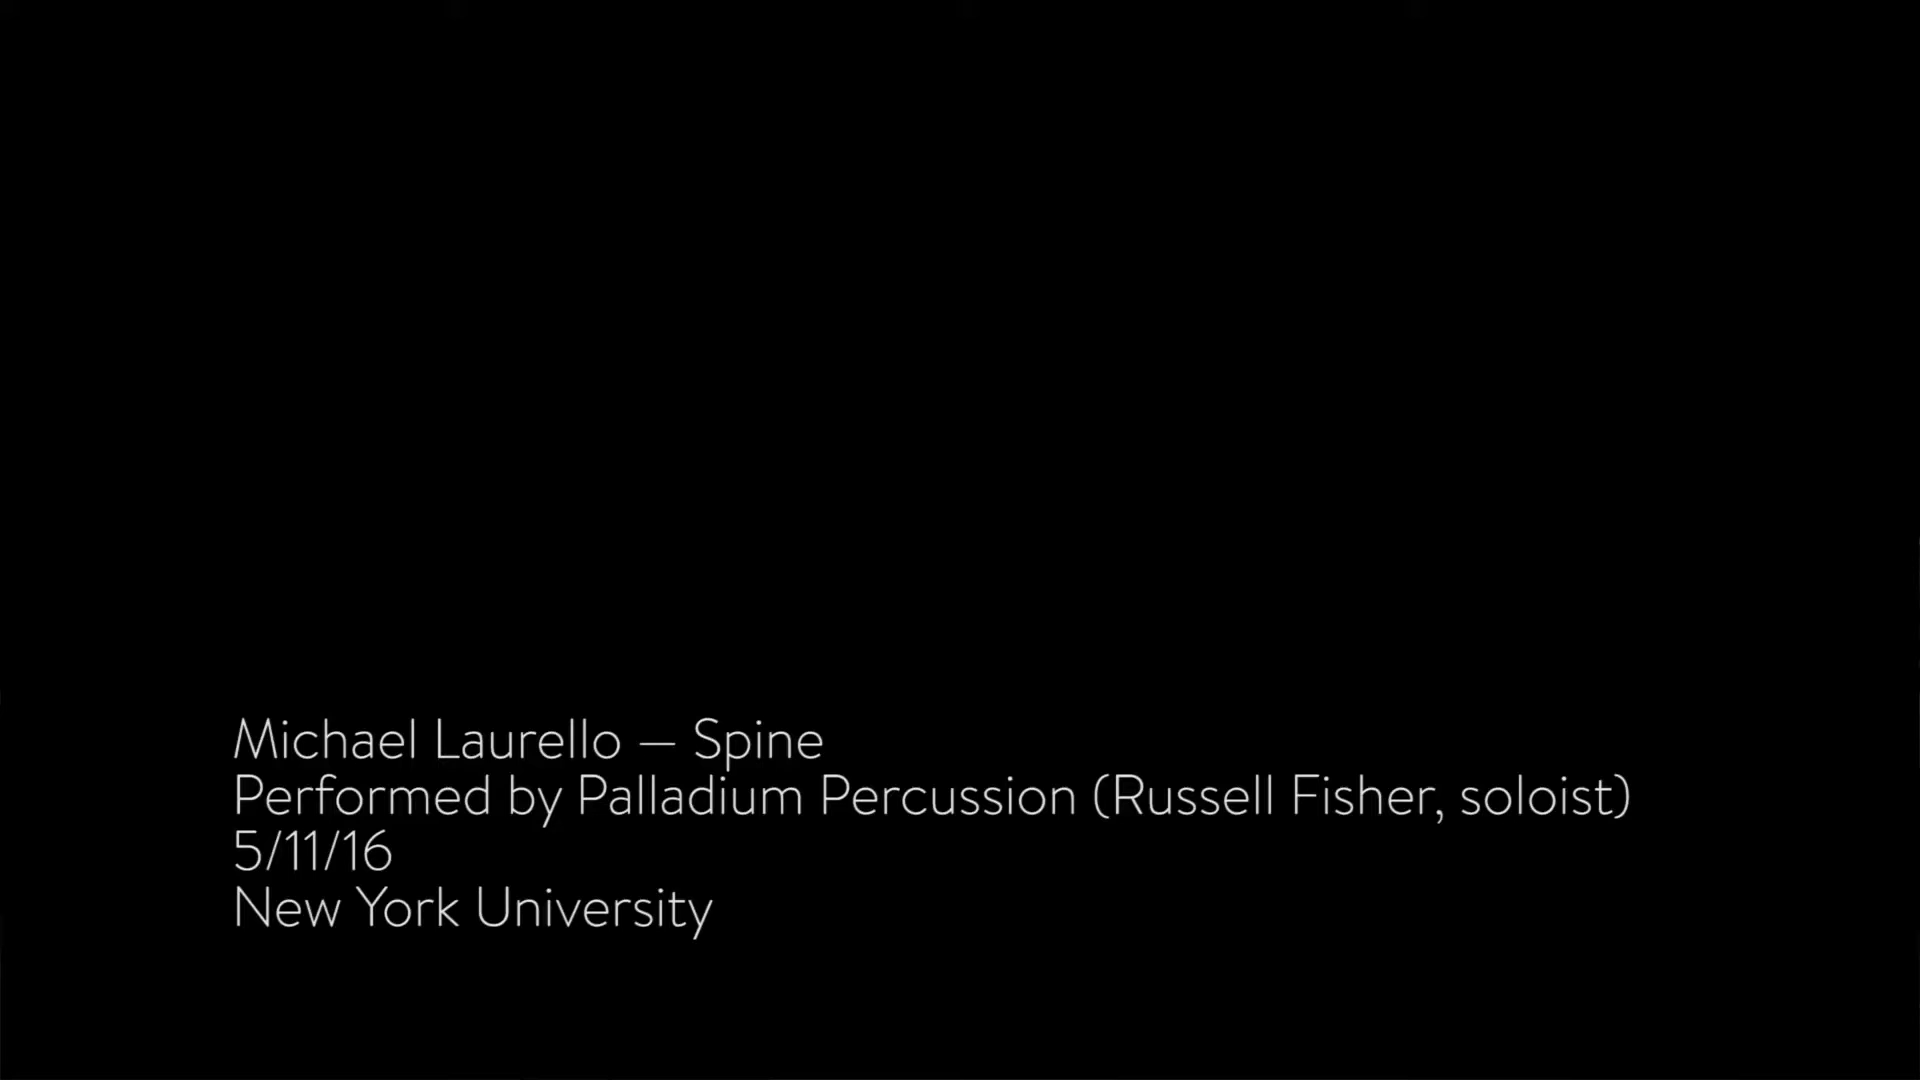 Michael Laurello – Spine
Performed by Palladium Percussion (Russell Fisher, soloist)
5/11/16
New York University